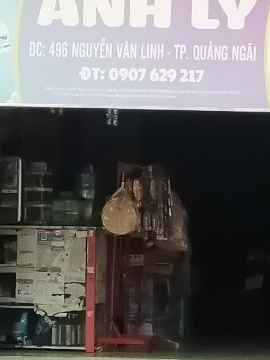 ANH LY
ĐC: 496 NGUYỄN VĂN LINH - TP. QUẢNG NGÃI
ĐT: 0907 629 217